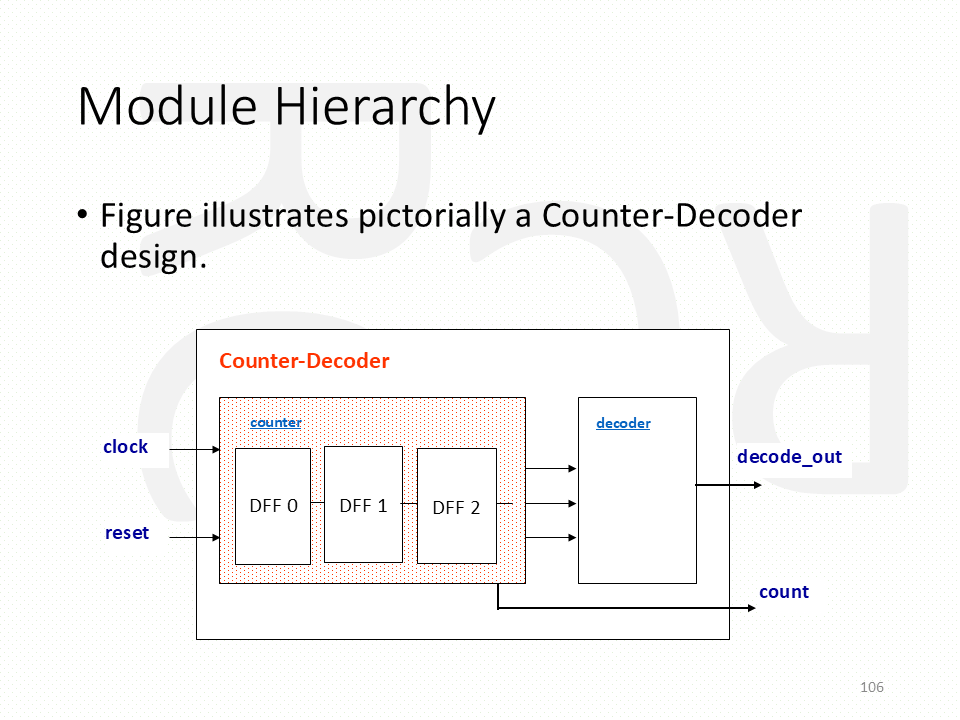 Module Hierarchy
• Figure illustrates pictorially a Counter-Decoder
design.
Counter-Decoder
counter
decoder
clock
decode_out
DFF 0
DFF 1
DFF 2
reset
count
106